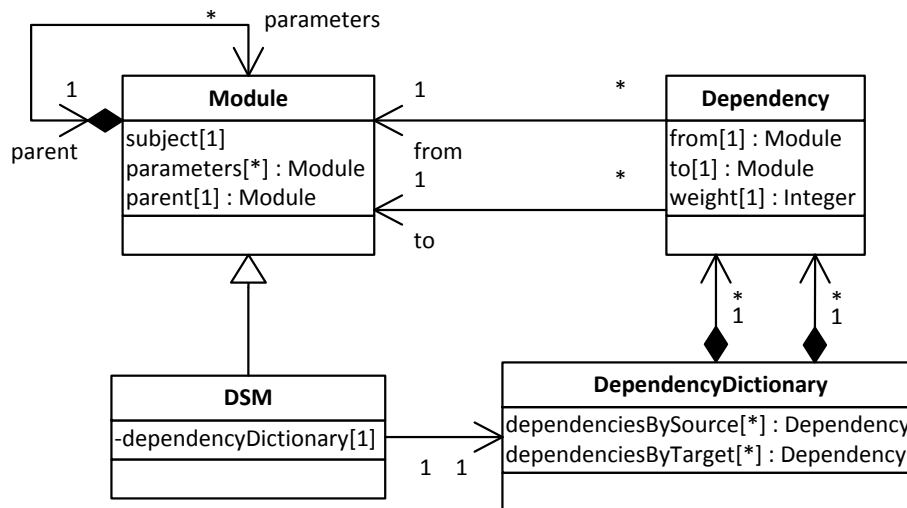 *
parameters
1
parent
Module
subject[1]
parameters[*] : Module
parent[1] : Module
1
*
from
1
*
to
Dependency
from[1] : Module
to[1] : Module
weight[1] : Integer
*
1
*
1
DSM
-dependencyDictionary[1]
1
1
DependencyDictionary
dependenciesBySource[*] : Dependency
dependenciesByTarget[*] : Dependency